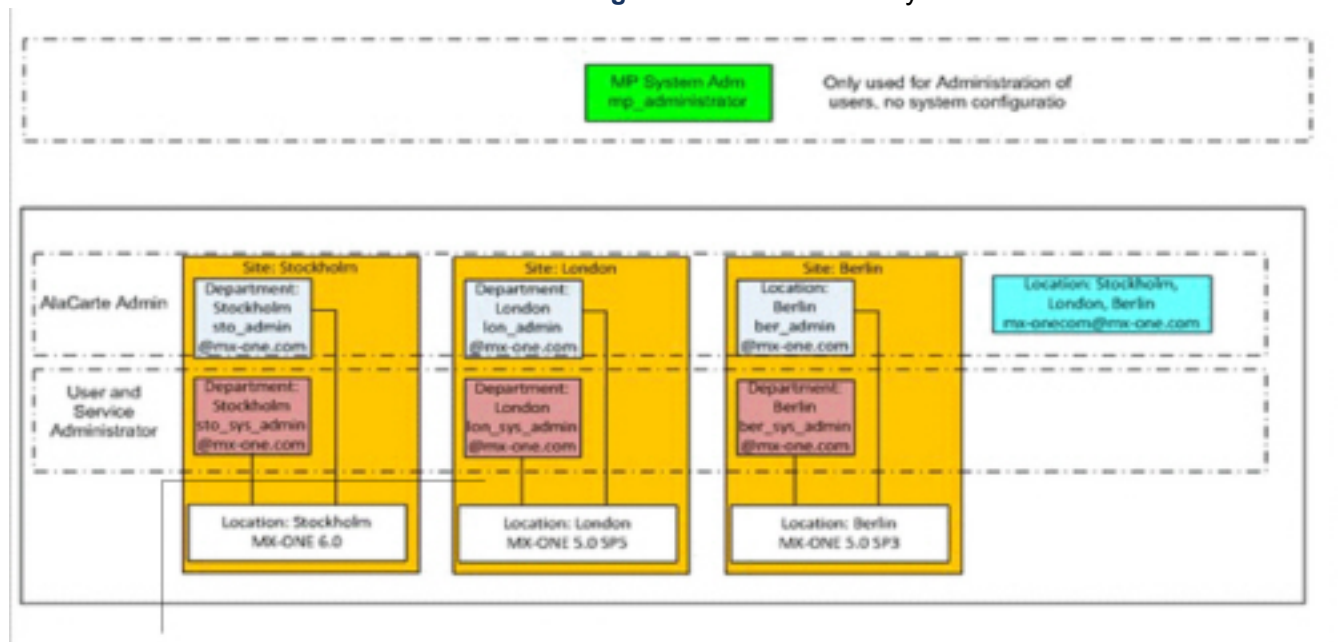 MP System Adm
mp_administrator
Only used for Administration of
users, no system configuratio
AlaCarte Admin
Site: Stockholm
Department:
Stockholm
sto_admin
@mx-one.com
Site: London
Department:
London
lon_admin
@mx-one.com
Site: Berlin
Location:
Berlin
ber_admin
@mx-one.com
Location: Stockholm,
London, Berlin
mx-onecom@mx-one.com
User and
Service
Administrator
Department:
Stockholm
sto_sys_admin
@mx-one.com
Department:
London
lon_sys_admin
@mx-one.com
Department:
Berlin
ber_sys_admin
@mx-one.com
Location: Stockholm
MX-ONE 6.0
Location: London
MX-ONE 5.0 SP5
Location: Berlin
MX-ONE 5.0 SP3